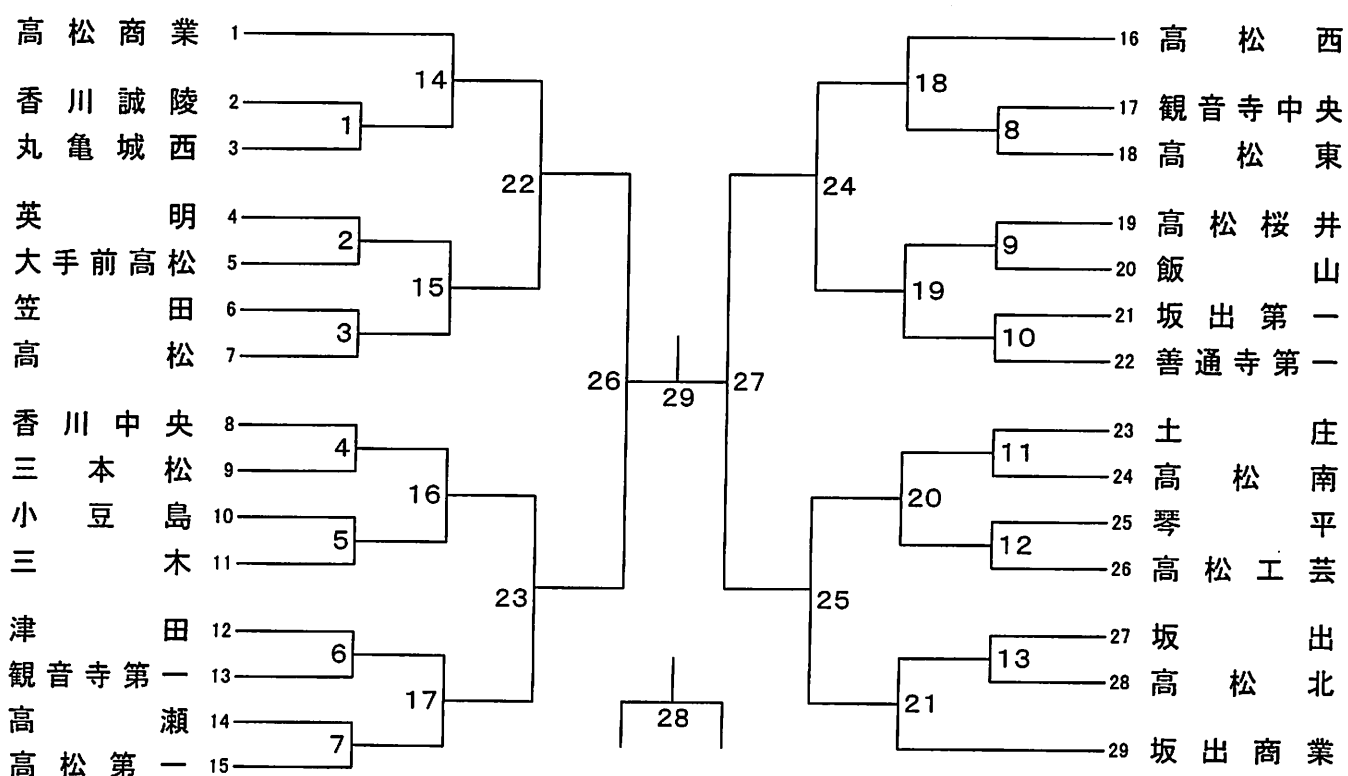 高松商業 1
14
香川誠陵 2
1
丸亀城西 3
22
英明 4
2
大手前高松 5
15
笠田 6
3
高松 7
26
香川中央 8
4
三本松 9
16
小豆島 10
5
三木 11
23
津田 12
6
観音寺第一 13
17
高瀬 14
7
高松第一 15
29
28
16 高松西
18
17 観音寺中央
8
18 高松東
24
19 高松桜井
9
20 飯山
19
21 坂出第一
10
22 善通寺第一
27
23 土庄
11
24 高松南
20
25 琴平
12
26 高松工芸
25
27 坂出
13
28 高松北
21
29 坂出商業